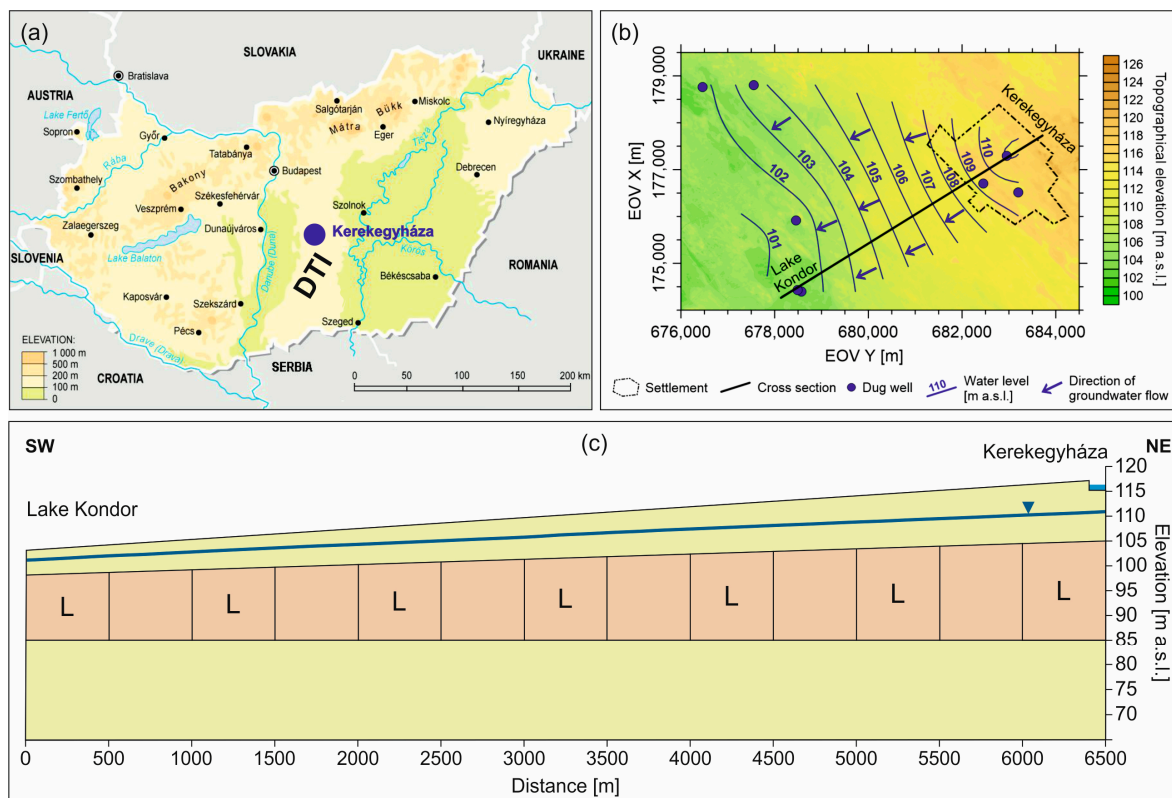 (a)
SLOVAKIA
UKRAINE
Bratislava
AUSTRIA
Lake Fertő
Sopron
Győr
Rába
Salgótarján
Bükk
Miskolc
Mátra
Eger
Tisza
Nyíregyháza
Tatabánya
Budapest
Debrecen
Szombathely
Bakony
Székesfehérvár
Veszprém
Szolnok
Zalaegerszeg
Dunaújváros
Kerekegyháza
Lake Balaton
Danube (Duna)
DTI
Körös
SLOVENIA
Békéscsaba
ROMANIA
Kaposvár
Szekszárd
Pécs
Szeged
Drave (Dráva)
SERBIA
CROATIA
ELEVATION:
1 000 m
500 m
200 m
100 m
0
0 50 100 150 200 km
(b)
179,000
177,000
175,000
EOV X [m]
676,000 678,000 680,000 682,000 684,000
EOV Y [m]
Kerekegyháza
Lake
Kondor
101
102
103
104
105
106
107
108
109
110
126
124
122
120
118
116
114
112
110
108
106
104
102
100
Topographical elevation [m a.s.l.]
Settlement
Cross section
Dug well
110
Water level
[m a.s.l.]
Direction of
groundwater flow
SW
(c)
Kerekegyháza
NE
Lake Kondor
L L L L L L L
120
115
110
105
100
95
90
85
80
75
70
Elevation [m a.s.l.]
0 500 1000 1500 2000 2500 3000 3500 4000 4500 5000 5500 6000 6500
Distance [m]